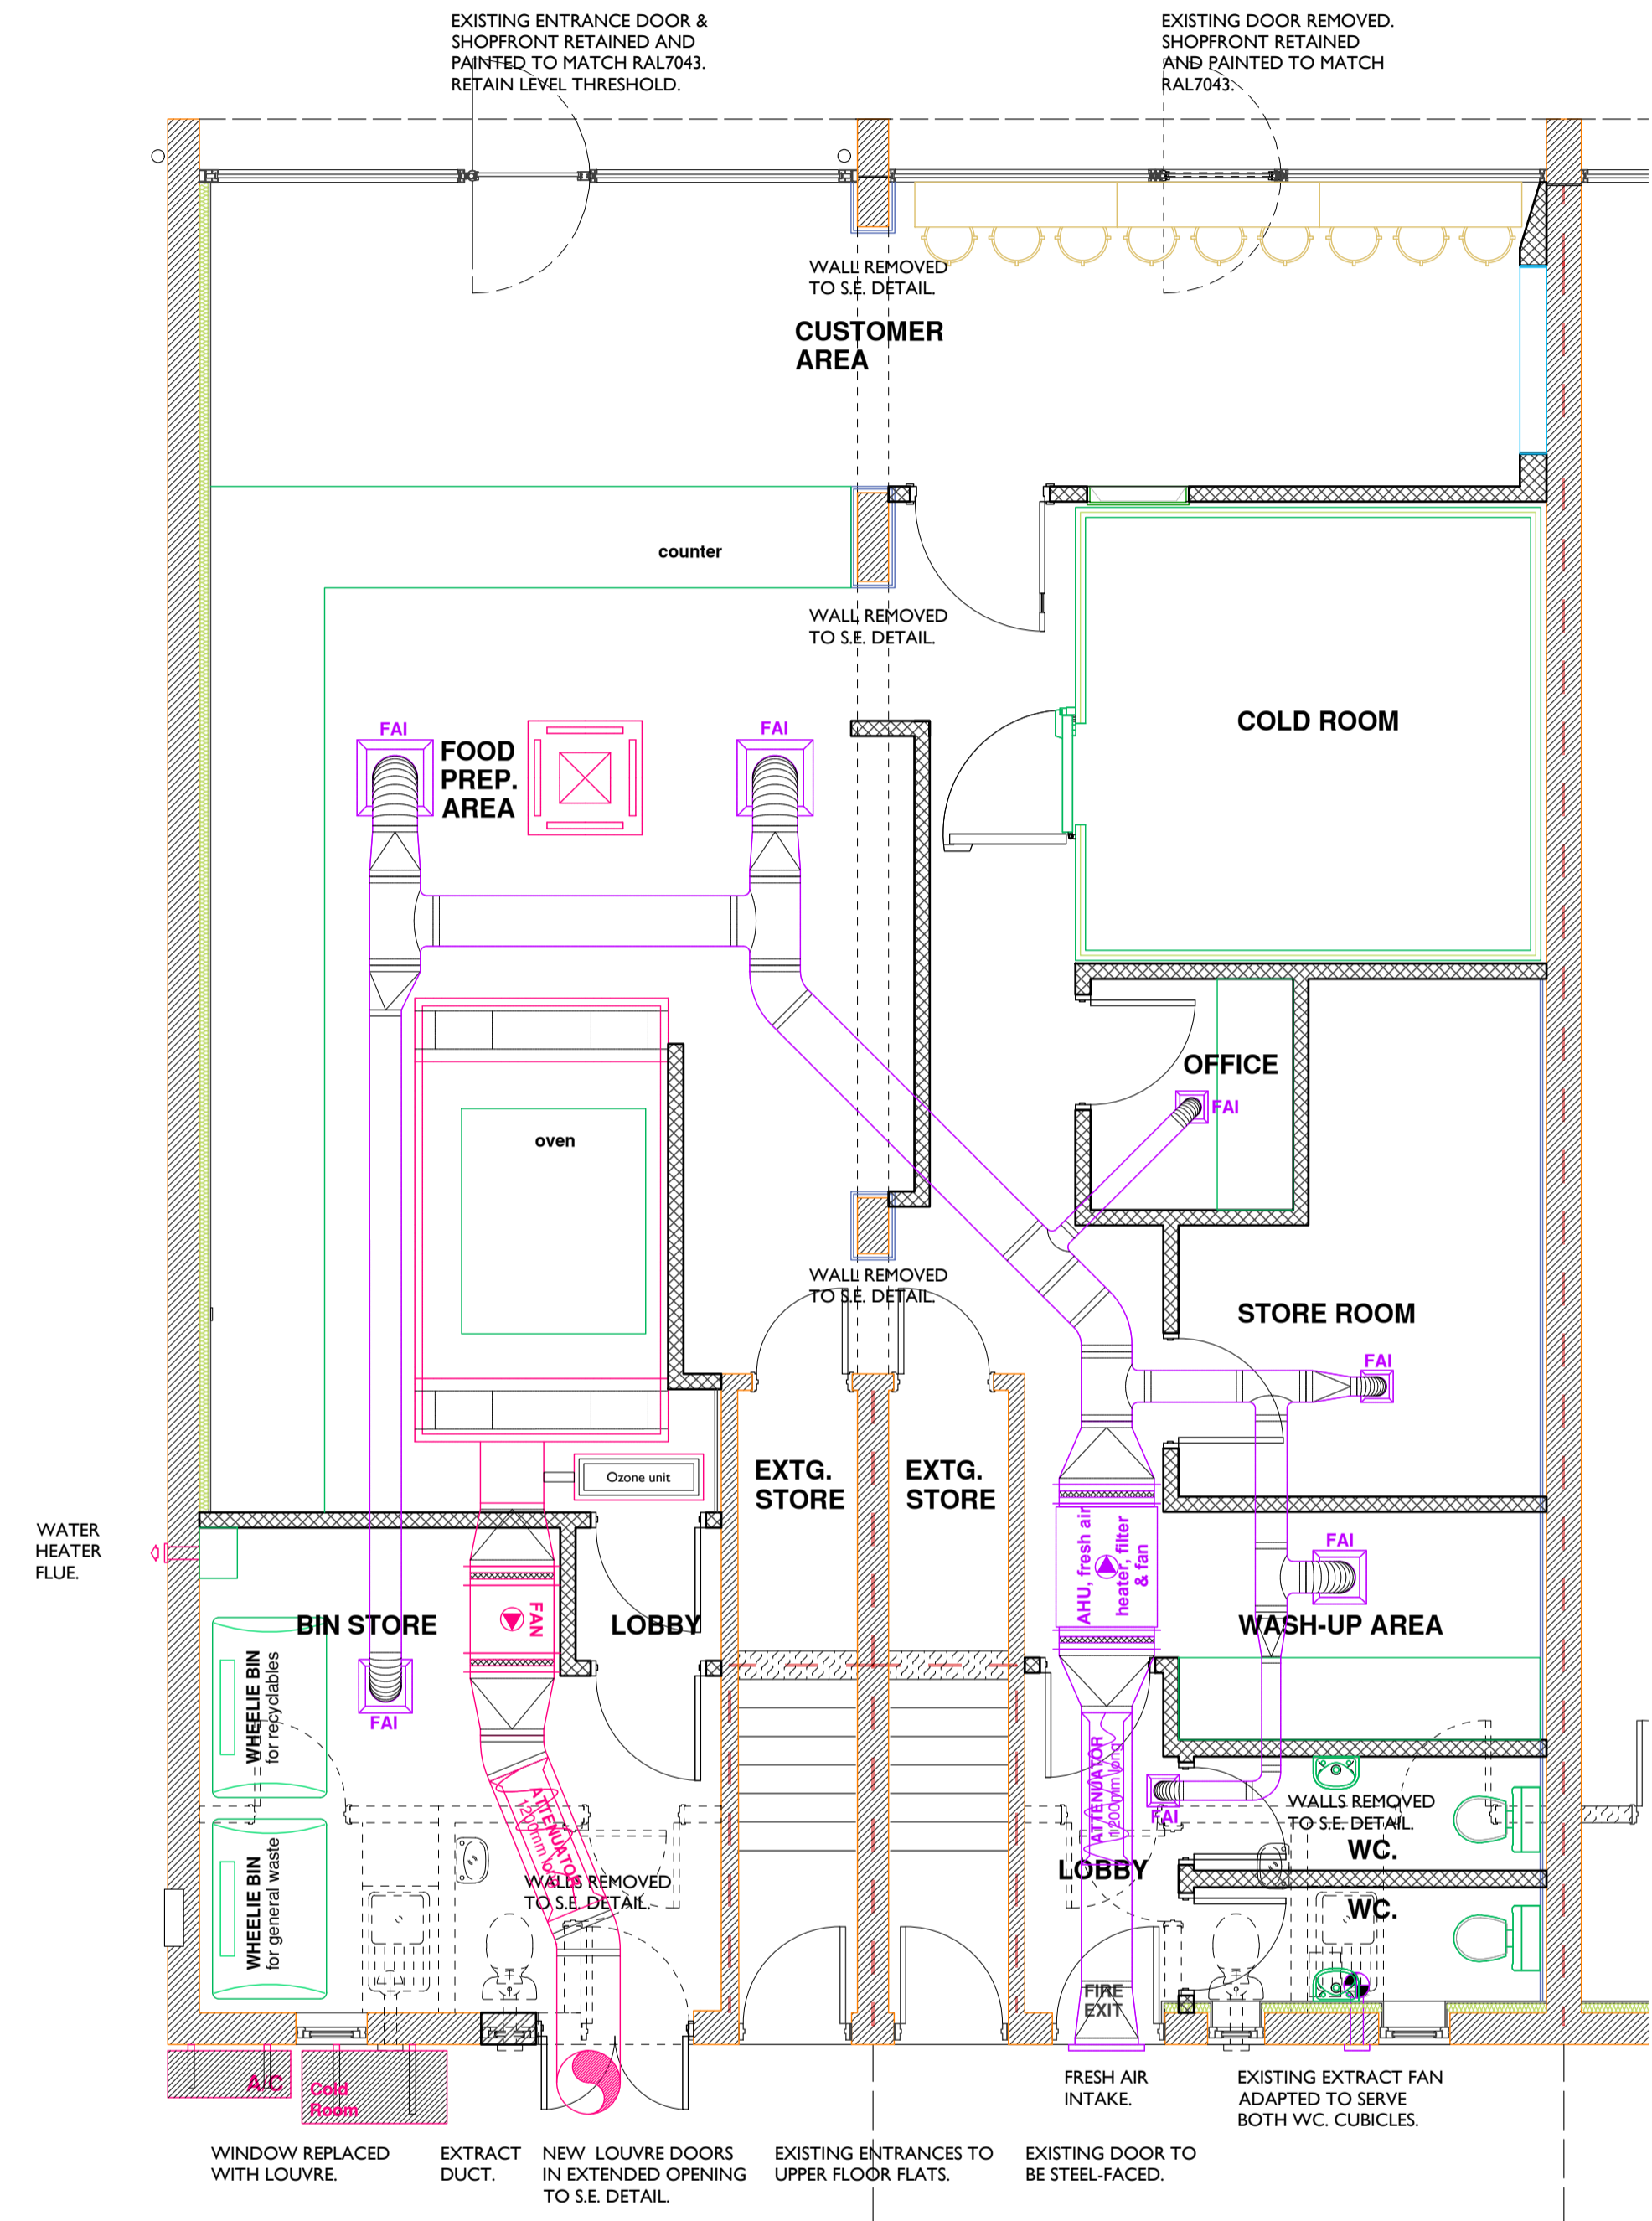 EXISTING ENTRANCE DOOR &
SHOPFRONT RETAINED AND
PAINTED TO MATCH RAL7043.
RETAIN LEVEL THRESHOLD.
EXISTING DOOR REMOVED.
SHOPFRONT RETAINED
AND PAINTED TO MATCH
RAL7043.
WALL REMOVED
TO S.E. DETAIL.
CUSTOMER
AREA
counter
WALL REMOVED
TO S.E. DETAIL.
COLD ROOM
FAI
FOOD
PREP.
AREA
FAI
OFFICE
FAI
oven
WALL REMOVED
TO S.E. DETAIL.
STORE ROOM
FAI
Ozone unit
EXTG.
STORE
EXTG.
STORE
WATER
HEATER
FLUE.
AHU, fresh air
heater, filter
& fan
FAI
BIN STORE
FAN
LOBBY
WASH-UP AREA
WHEELIE BIN
for recyclables
FAI
ATTENUATOR
1200mm long
ATTENUATOR
1200mm long
FAI
WALLS REMOVED
TO S.E. DETAIL.
WC.
WHEELIE BIN
for general waste
WALLS REMOVED
TO S.E. DETAIL.
LOBBY
WC.
FIRE
EXIT
A/C
Cold
Room
FRESH AIR
INTAKE.
EXISTING EXTRACT FAN
ADAPTED TO SERVE
BOTH WC. CUBICLES.
WINDOW REPLACED
WITH LOUVRE.
EXTRACT
DUCT.
NEW LOUVRE DOORS
IN EXTENDED OPENING
TO S.E. DETAIL.
EXISTING ENTRANCES TO
UPPER FLOOR FLATS.
EXISTING DOOR TO
BE STEEL-FACED.